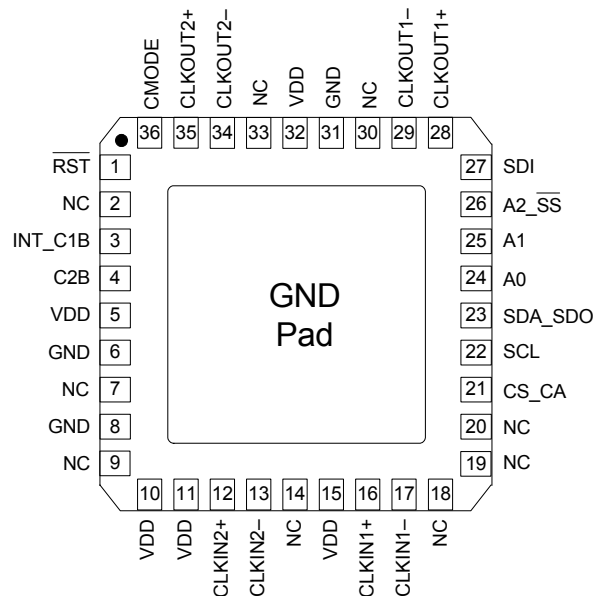 CMODE
CLKOUT2+
CLKOUT2–
NC
VDD
GND
NC
CLKOUT1–
CLKOUT1+
36 35 34 33 32 31 30 29 28
RST 1
NC 2
INT_C1B 3
C2B 4
VDD 5
GND 6
NC 7
GND 8
NC 9
GND
Pad
27 SDI
26 A2_SS
25 A1
24 A0
23 SDA_SDO
22 SCL
21 CS_CA
20 NC
19 NC
10 11 12 13 14 15 16 17 18
VDD
VDD
CLKIN2+
CLKIN2–
NC
VDD
CLKIN1+
CLKIN1–
NC